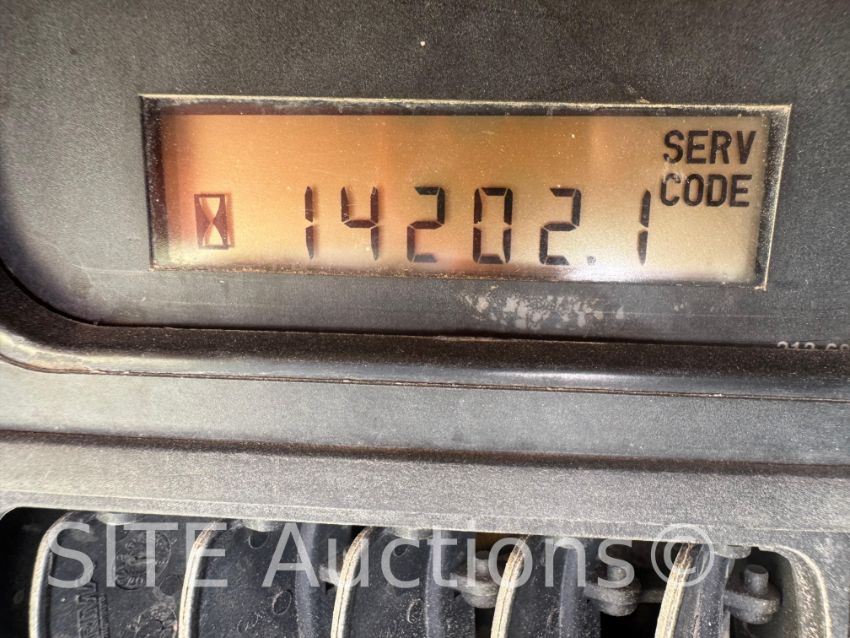 SERV
CODE
14202.1
SITE Auctions ©